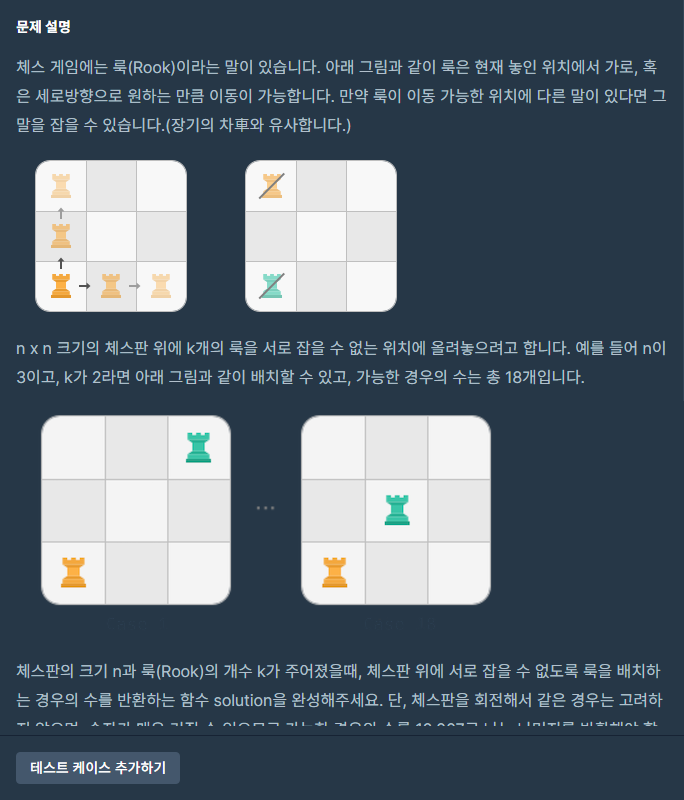 문제 설명
체스 게임에는 룩(Rook)이라는 말이 있습니다. 아래 그림과 같이 룩은 현재 놓인 위치에서 가로, 혹
은 세로방향으로 원하는 만큼 이동이 가능합니다. 만약 룩이 이동 가능한 위치에 다른 말이 있다면 그
말을 잡을 수 있습니다.(장기의 차車와 유사합니다.)
n x n 크기의 체스판 위에 k개의 룩을 서로 잡을 수 없는 위치에 올려놓으려고 합니다. 예를 들어 n이
3이고, k가 2라면 아래 그림과 같이 배치할 수 있고, 가능한 경우의 수는 총 18개입니다.
...
체스판의 크기 n과 룩(Rook)의 개수 k가 주어졌을때, 체스판 위에 서로 잡을 수 없도록 룩을 배치하
는 경우의 수를 반환하는 함수 solution을 완성해주세요. 단, 체스판을 회전해서 같은 경우는 고려하
테스트 케이스 추가하기